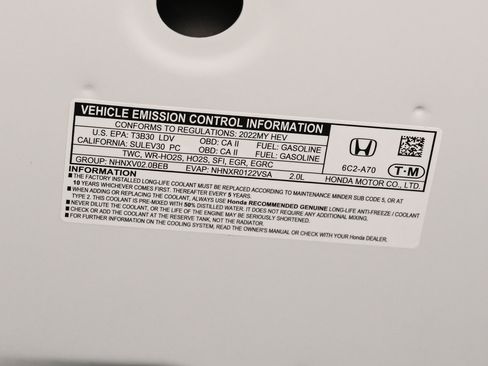 VEHICLE EMISSION CONTROL INFORMATION
CONFORMS TO REGULATIONS: 2022MY HEV
U.S. EPA: T3B30 LDV OBD: CA II FUEL: GASOLINE
CALIFORNIA: SULEV30 PC OBD: CA II FUEL: GASOLINE
TWC, WR-HO2S, HO2S, SFI, EGR, EGRC
GROUP: NHNXV02.0BEB EVAP: NHNXR0122VSA 2.0L
6C2-A70
T·M
HONDA MOTOR CO., LTD.
INFORMATION
■ THE FACTORY INSTALLED LONG-LIFE COOLANT MUST BE REPLACED ACCORDING TO MAINTENANCE MINDER SUB CODE 5, OR AT
10 YEARS WHICHEVER COMES FIRST. THEREAFTER REPLACE AT EVERY 5 YEARS.
■ WHEN ADDING OR REPLACING COOLANT, ALWAYS USE Honda RECOMMENDED GENUINE LONG-LIFE ANTI-FREEZE / COOLANT
TYPE 2. THIS COOLANT IS PRE-MIXED WITH 50% DISTILLED WATER. IT DOES NOT REQUIRE ANY ADDITIONAL MIXING.
■ OTHERWISE, DURABILITY OR LIFE OF THE ENGINE MAY BE SERIOUSLY SHORTENED.
■ CHECK OR ADD THE COOLANT AT THE RESERVE TANK, NOT THE RADIATOR.
■ FOR FURTHER INFORMATION ON THE COOLING SYSTEM, READ THE OWNER'S MANUAL OR CHECK WITH YOUR Honda DEALER.